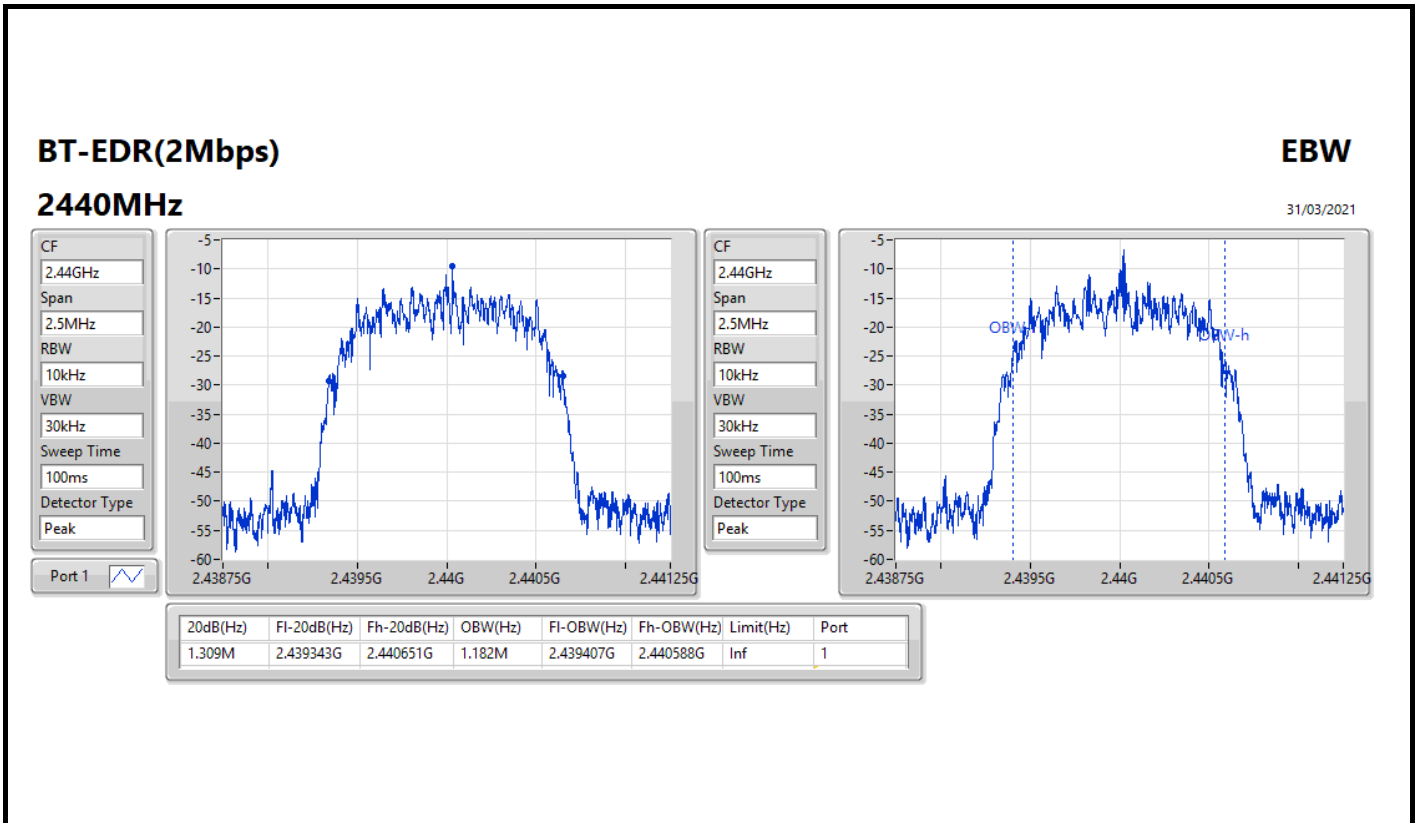 BT-EDR(2Mbps)
EBW
2440MHz
31/03/2021
CF
2.44GHz
Span
2.5MHz
RBW
10kHz
VBW
30kHz
Sweep Time
100ms
Detector Type
Peak
Port 1
-5
-10
-15
-20
-25
-30
-35
-40
-45
-50
-55
-60
2.43875G 2.4395G 2.44G 2.4405G 2.44125G
CF
2.44GHz
Span
2.5MHz
RBW
10kHz
VBW
30kHz
Sweep Time
100ms
Detector Type
Peak
-5
-10
-15
-20
-25
-30
-35
-40
-45
-50
-55
-60
OBW
OBW-h
2.43875G 2.4395G 2.44G 2.4405G 2.44125G
20dB(Hz) Fl-20dB(Hz) Fh-20dB(Hz) OBW(Hz) Fl-OBW(Hz) Fh-OBW(Hz) Limit(Hz) Port
1.309M 2.439343G 2.440651G 1.182M 2.439407G 2.440588G Inf 1